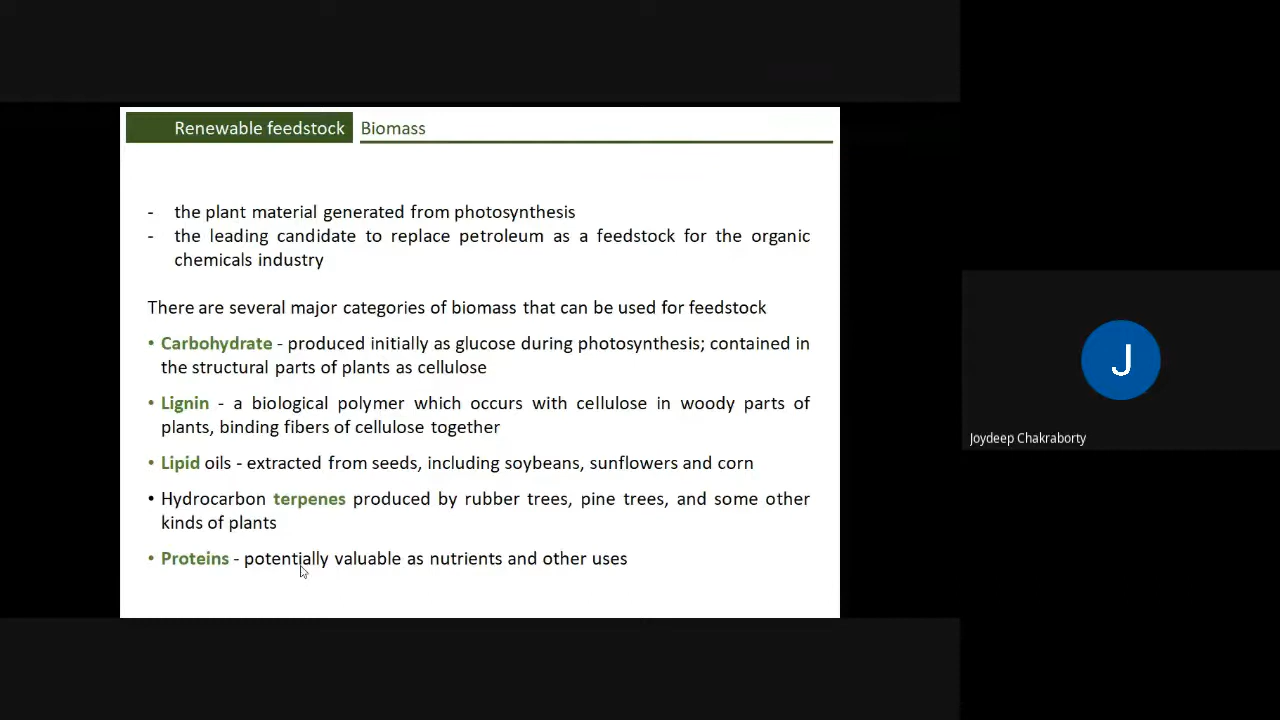 Renewable feedstock Biomass
- the plant material generated from photosynthesis
- the leading candidate to replace petroleum as a feedstock for the organic
chemicals industry
There are several major categories of biomass that can be used for feedstock
• Carbohydrate - produced initially as glucose during photosynthesis; contained in
the structural parts of plants as cellulose
• Lignin - a biological polymer which occurs with cellulose in woody parts of
plants, binding fibers of cellulose together
• Lipid oils - extracted from seeds, including soybeans, sunflowers and corn
• Hydrocarbon terpenes produced by rubber trees, pine trees, and some other
kinds of plants
• Proteins - potentially valuable as nutrients and other uses
J
Joydeep Chakraborty